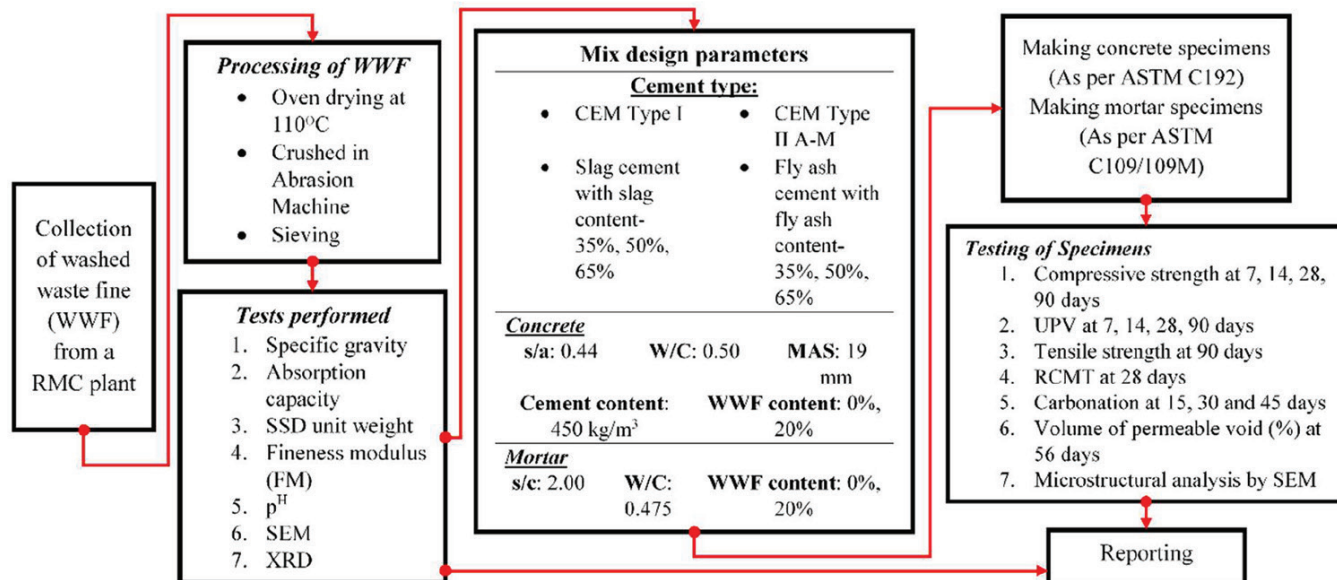 Collection
of washed
waste fine
(WWF)
from a
RMC plant
Processing of WWF
• Oven drying at
110°C
• Crushed in
Abrasion
Machine
• Sieving
Tests performed
1. Specific gravity
2. Absorption
capacity
3. SSD unit weight
4. Fineness modulus
(FM)
5. pᴴ
6. SEM
7. XRD
Mix design parameters
Cement type:
• CEM Type I
• CEM Type
II A-M
• Slag cement
with slag
content-
35%, 50%,
65%
• Fly ash
cement with
fly ash
content-
35%, 50%,
65%
Concrete
s/a: 0.44 W/C: 0.50 MAS: 19
mm
Cement content:
450 kg/m³
WWF content: 0%,
20%
Mortar
s/c: 2.00
W/C:
0.475
WWF content: 0%,
20%
Making concrete specimens
(As per ASTM C192)
Making mortar specimens
(As per ASTM
C109/109M)
Testing of Specimens
1. Compressive strength at 7, 14, 28,
90 days
2. UPV at 7, 14, 28, 90 days
3. Tensile strength at 90 days
4. RCMT at 28 days
5. Carbonation at 15, 30 and 45 days
6. Volume of permeable void (%) at
56 days
7. Microstructural analysis by SEM
Reporting